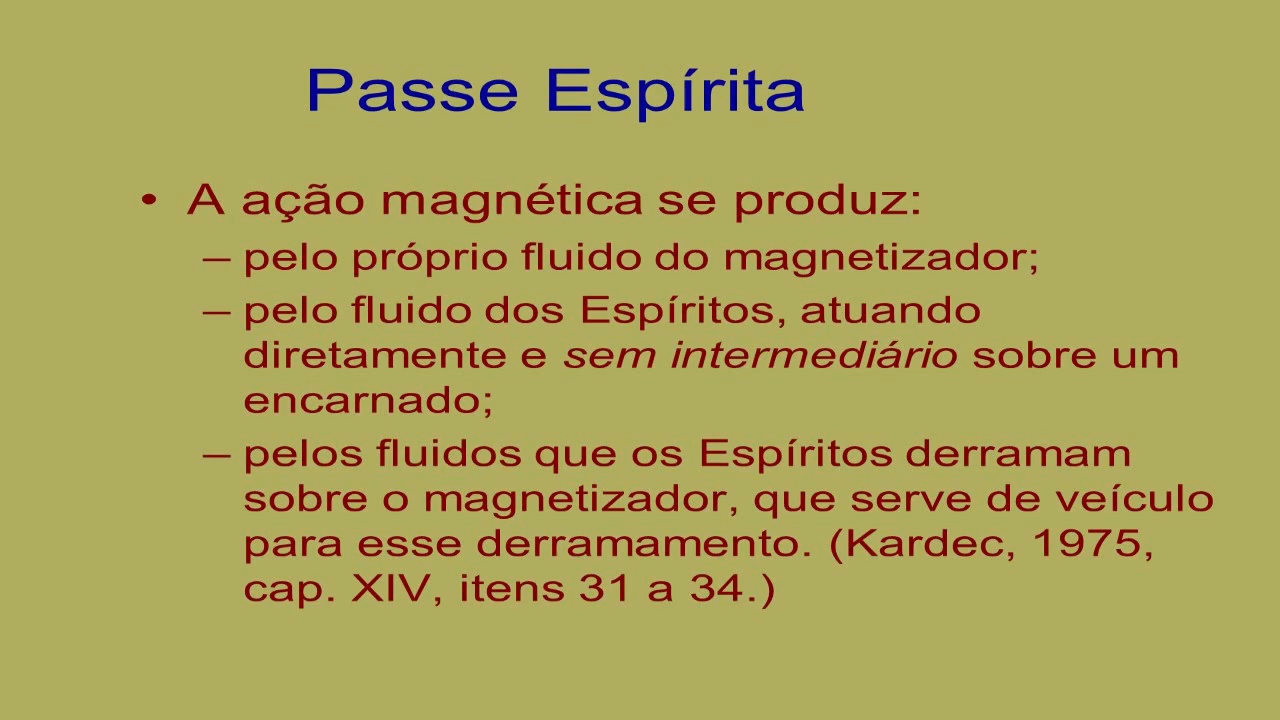 Passe Espírita
• A ação magnética se produz:
– pelo próprio fluido do magnetizador;
– pelo fluido dos Espíritos, atuando
diretamente e sem intermediário sobre um
encarnado;
– pelos fluidos que os Espíritos derramam
sobre o magnetizador, que serve de veículo
para esse derramamento. (Kardec, 1975,
cap. XIV, itens 31 a 34.)